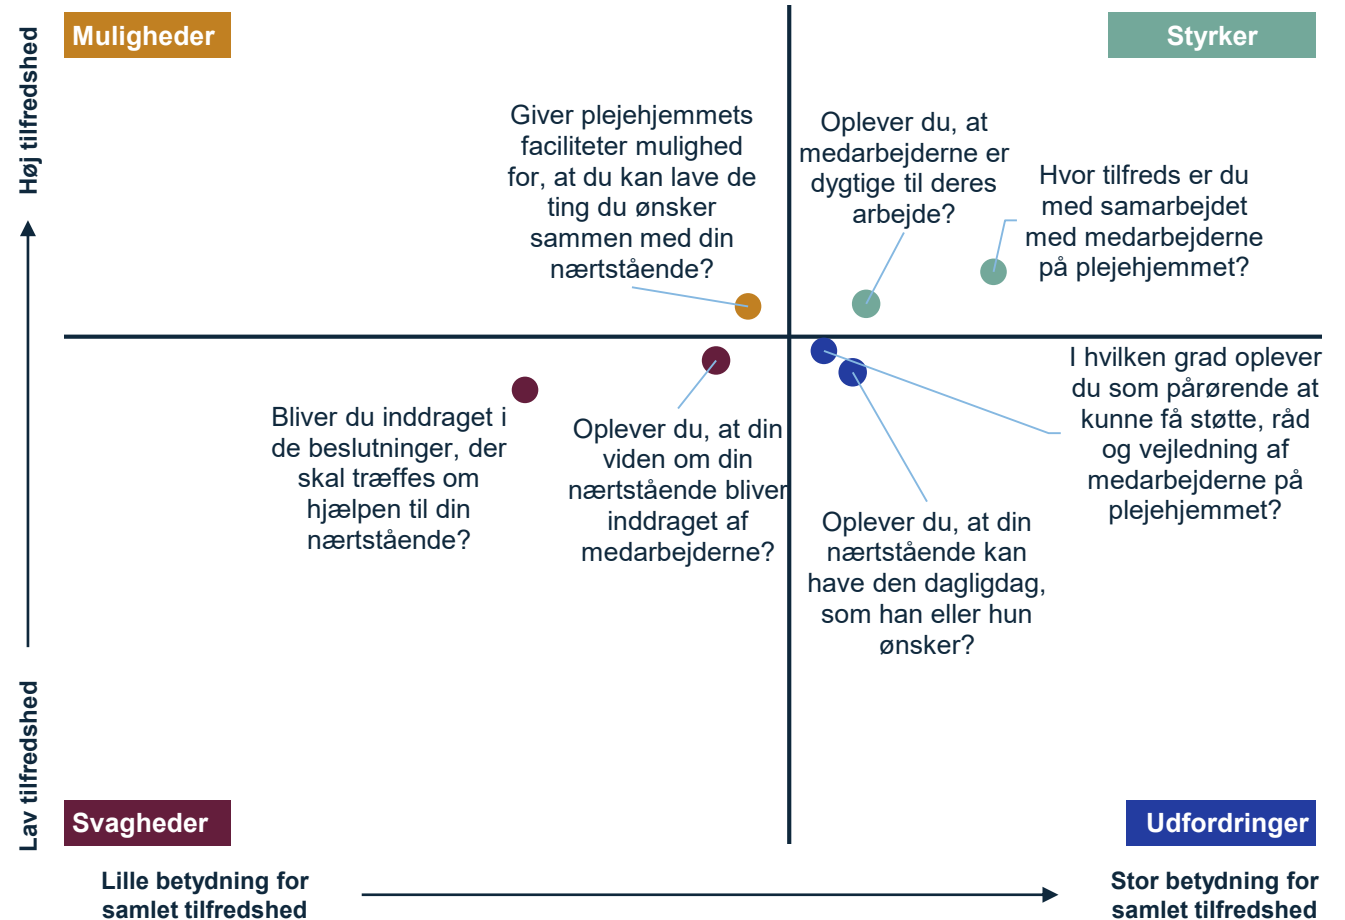 Høj tilfredshed
Lav tilfredshed
Muligheder
Styrker
Giver plejehjemmets
faciliteter mulighed
for, at du kan lave de
ting du ønsker
sammen med din
nærtstående?
Oplever du, at
medarbejderne er
dygtige til deres
arbejde?
Hvor tilfreds er du
med samarbejdet
med medarbejderne
på plejehjemmet?
Bliver du inddraget i
de beslutninger, der
skal træffes om
hjælpen til din
nærtstående?
Oplever du, at din
viden om din
nærtstående bliver
inddraget af
medarbejderne?
I hvilken grad oplever
du som pårørende at
kunne få støtte, råd
og vejledning af
medarbejderne på
plejehjemmet?
Oplever du, at din
nærtstående kan
have den dagligdag,
som han eller hun
ønsker?
Svagheder
Udfordringer
Lille betydning for
samlet tilfredshed
Stor betydning for
samlet tilfredshed